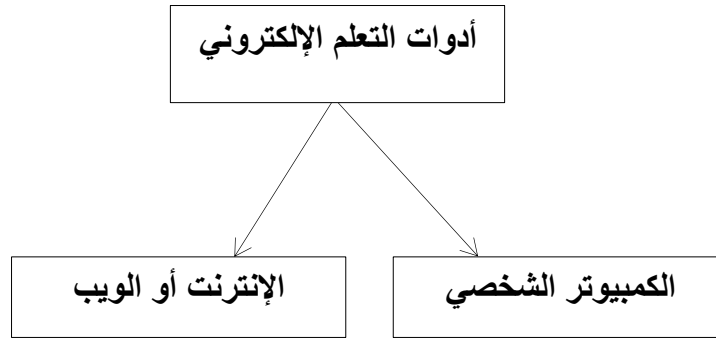 أدوات التعلم الإلكتروني
الكمبيوتر الشخصي
الإنترنت أو الويب